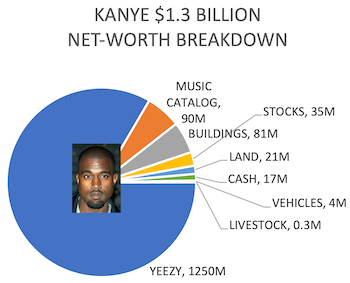 KANYE $1.3 BILLION
NET-WORTH BREAKDOWN
MUSIC
CATALOG,
90M
STOCKS, 35M
BUILDINGS, 81M
LAND, 21M
CASH, 17M
VEHICLES, 4M
LIVESTOCK, 0.3M
YEEZY, 1250M